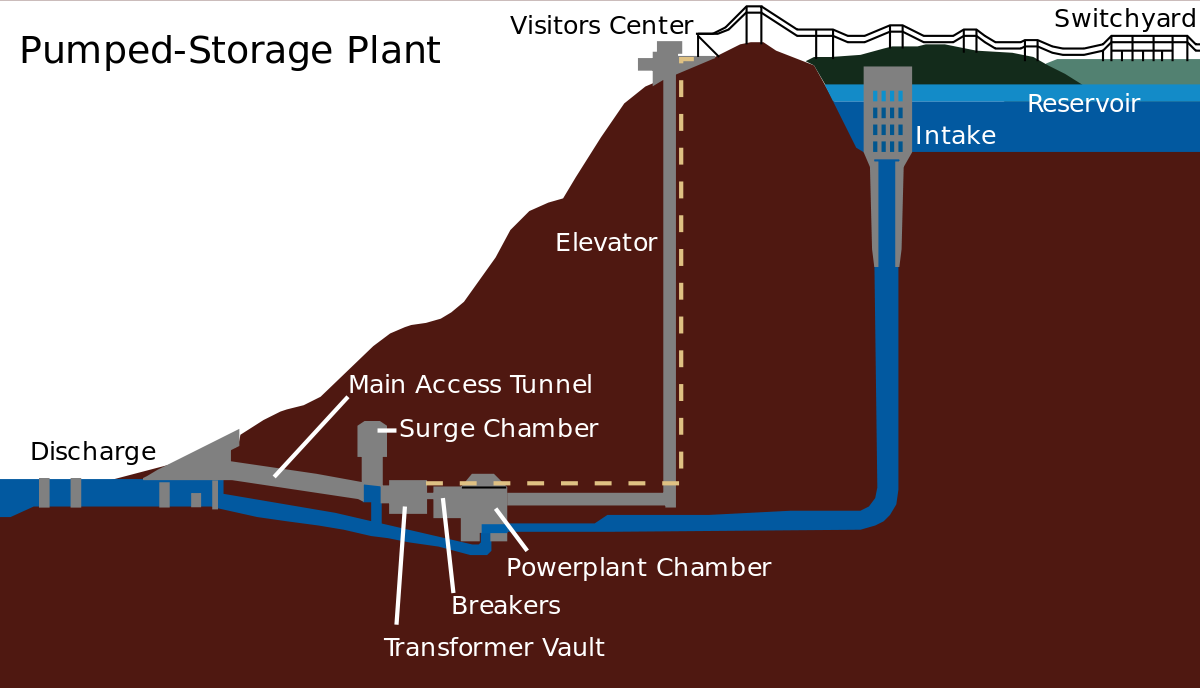 Visitors Center
Switchyard
Pumped-Storage Plant
Reservoir
Intake
Elevator
Main Access Tunnel
Surge Chamber
Discharge
Powerplant Chamber
Breakers
Transformer Vault